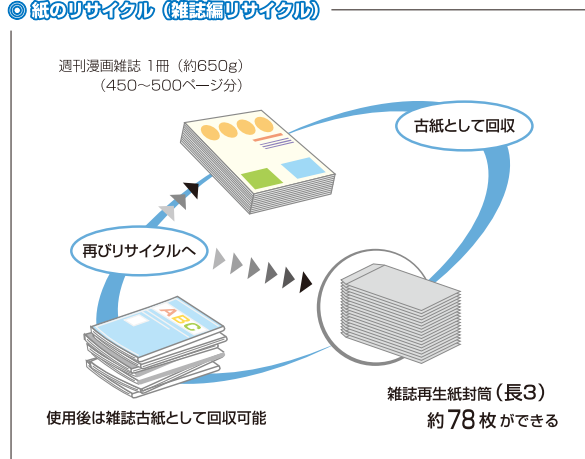 ◎ 紙のリサイクル（雑誌編リサイクル）
週刊漫画雑誌 1冊（約650g）
（450〜500ページ分）
古紙として回収
再びリサイクルへ
ABC
雑誌再生紙封筒（長3）
約78枚ができる
使用後は雑誌古紙として回収可能